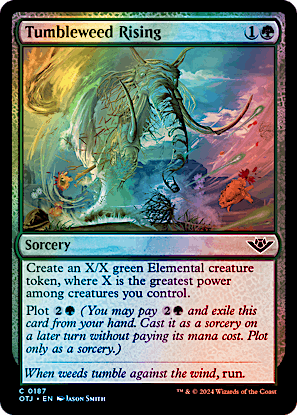 Tumbleweed Rising 1
Sorcery
Create an X/X green Elemental creature
token, where X is the greatest power
among creatures you control.
Plot 2 (You may pay 2 and exile this
card from your hand. Cast it as a sorcery on
a later turn without paying its mana cost. Plot
only as a sorcery.)
When weeds tumble against the wind, run.
C 0187
OTJ • EN Jason Smith
™ & © 2024 Wizards of the Coast